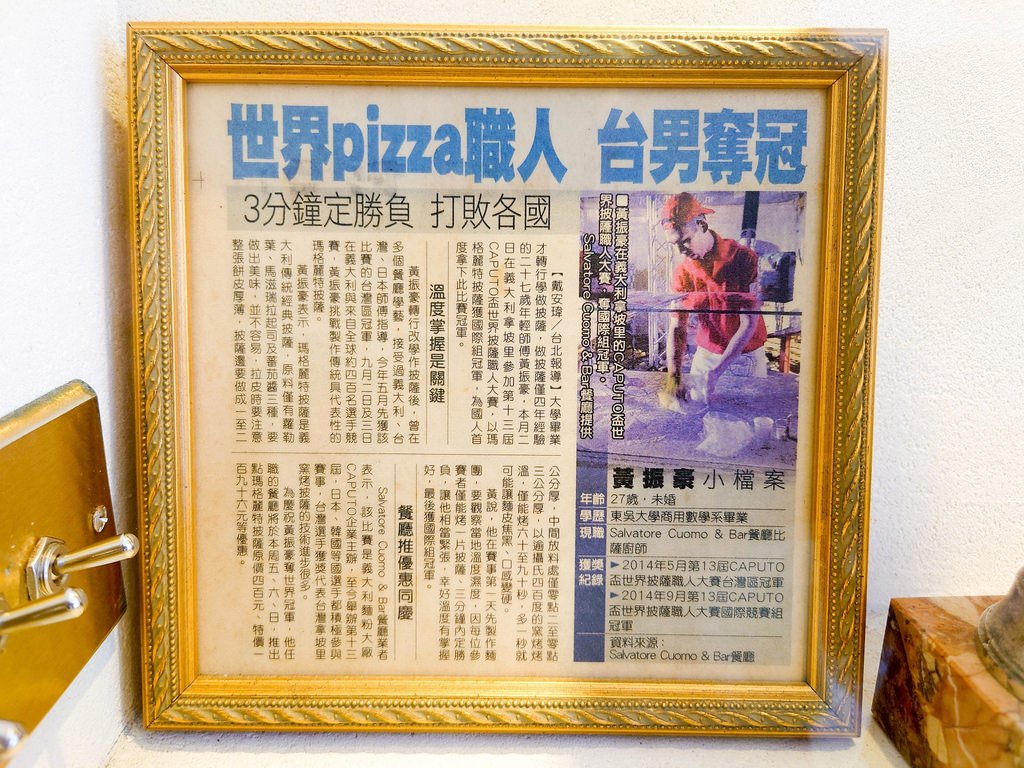 世界pizza職人 台男奪冠
3分鐘定勝負 打敗各國
■黃振豪在義大利拿坡里的CAPUTO盃世
界披薩職人大賽,奪國際組冠軍。
Salvatore Cuomo & Bar餐廳提供
【戴安瑋/台北報導】大學畢業
才轉行學做披薩,做披薩僅四年經驗
的二十七歲年輕師傅黃振豪,本月二
日在義大利拿坡里參加第十三屆
CAPUTO盃世界披薩職人大賽,以瑪
格麗特披薩獲國際組冠軍,為國人首
度拿下此比賽冠軍。
溫度掌握是關鍵
黃振豪轉行改學作披薩後,曾在
多個餐廳學藝,接受過義大利、台
灣、日本師傅指導,今年五月先獲該
比賽的台灣區冠軍,九月二日及三日
在義大利與來自全球約四百名選手競
賽,黃振豪挑戰製作傳統具代表性的
瑪格麗特披薩。
黃振豪表示,瑪格麗特披薩是義
大利傳統經典披薩,原料僅有蘿勒
葉、馬滋瑞拉起司及蕃茄醬三種,要
做出美味,並不容易,拉皮時要注意
整張餅皮厚薄,披薩邊要做成一至二
公分厚,中間放料處僅零點二至零點
三公分厚,以逾攝氏四百度的窯烤烤
溫,僅能烤六十至九十秒,多一秒就
可能讓麵皮焦黑、口感變硬。
黃說,他在賽事第一天先製作麵
團,要觀察當地溫度濕度,因每位參
賽者僅能烤一片披薩、三分鐘內定勝
負,讓他相當緊張,幸好溫度有掌握
好,最後獲國際組冠軍。
餐廳推優惠同慶
Salvatore Cuomo & Bar餐廳業者
表示,該比賽是義大利麵粉大廠
CAPUTO企業主辦,至今舉辦第十三
屆,日本、韓國等國選手都積極參與
賽事,台灣選手獲獎代表台灣拿坡里
窯烤披薩的技術進步很多。
為慶祝黃振豪奪世界冠軍,他任
職的餐廳將於本周五、六、日,推出
瑪格麗特披薩原價四百元、特價一
百九十六元等優惠。
黃振豪小檔案
年齡 27歲,未婚
學歷 東吳大學商用數學系畢業
現職 Salvatore Cuomo & Bar餐廳比
薩廚師
獲獎紀錄 ►2014年5月第13屆CAPUTO
盃世界披薩職人大賽台灣區冠軍
►2014年9月第13屆CAPUTO
盃世界披薩職人大賽國際競賽組
冠軍
資料來源:
Salvatore Cuomo & Bar餐廳